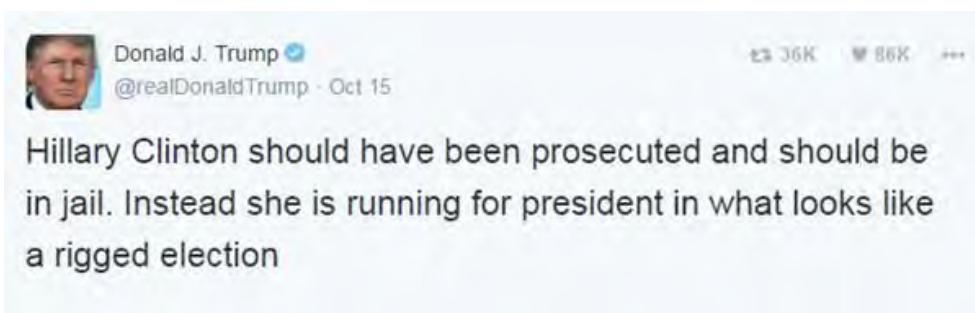 Donald J. Trump
36K 86K
@realDonaldTrump · Oct 15
Hillary Clinton should have been prosecuted and should be
in jail. Instead she is running for president in what looks like
a rigged election